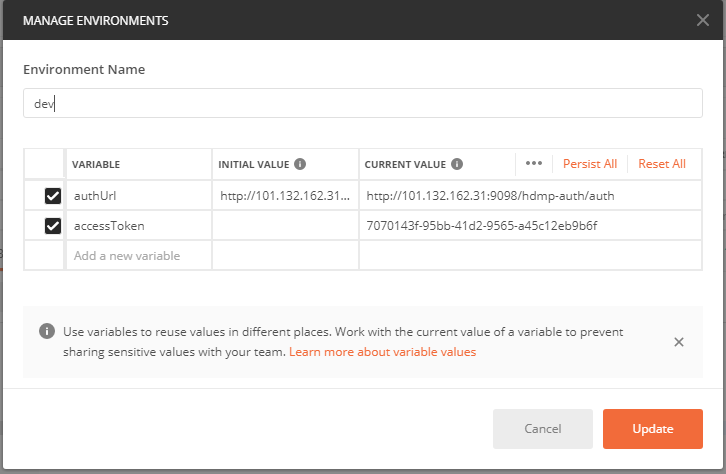 MANAGE ENVIRONMENTS
Environment Name
dev
VARIABLE INITIAL VALUE CURRENT VALUE ••• Persist All Reset All
authUrl http://101.132.162.31... http://101.132.162.31:9098/hdmp-auth/auth
accessToken 7070143f-95bb-41d2-9565-a45c12eb9b6f
Add a new variable
Use variables to reuse values in different places. Work with the current value of a variable to prevent
sharing sensitive values with your team. Learn more about variable values
Cancel Update